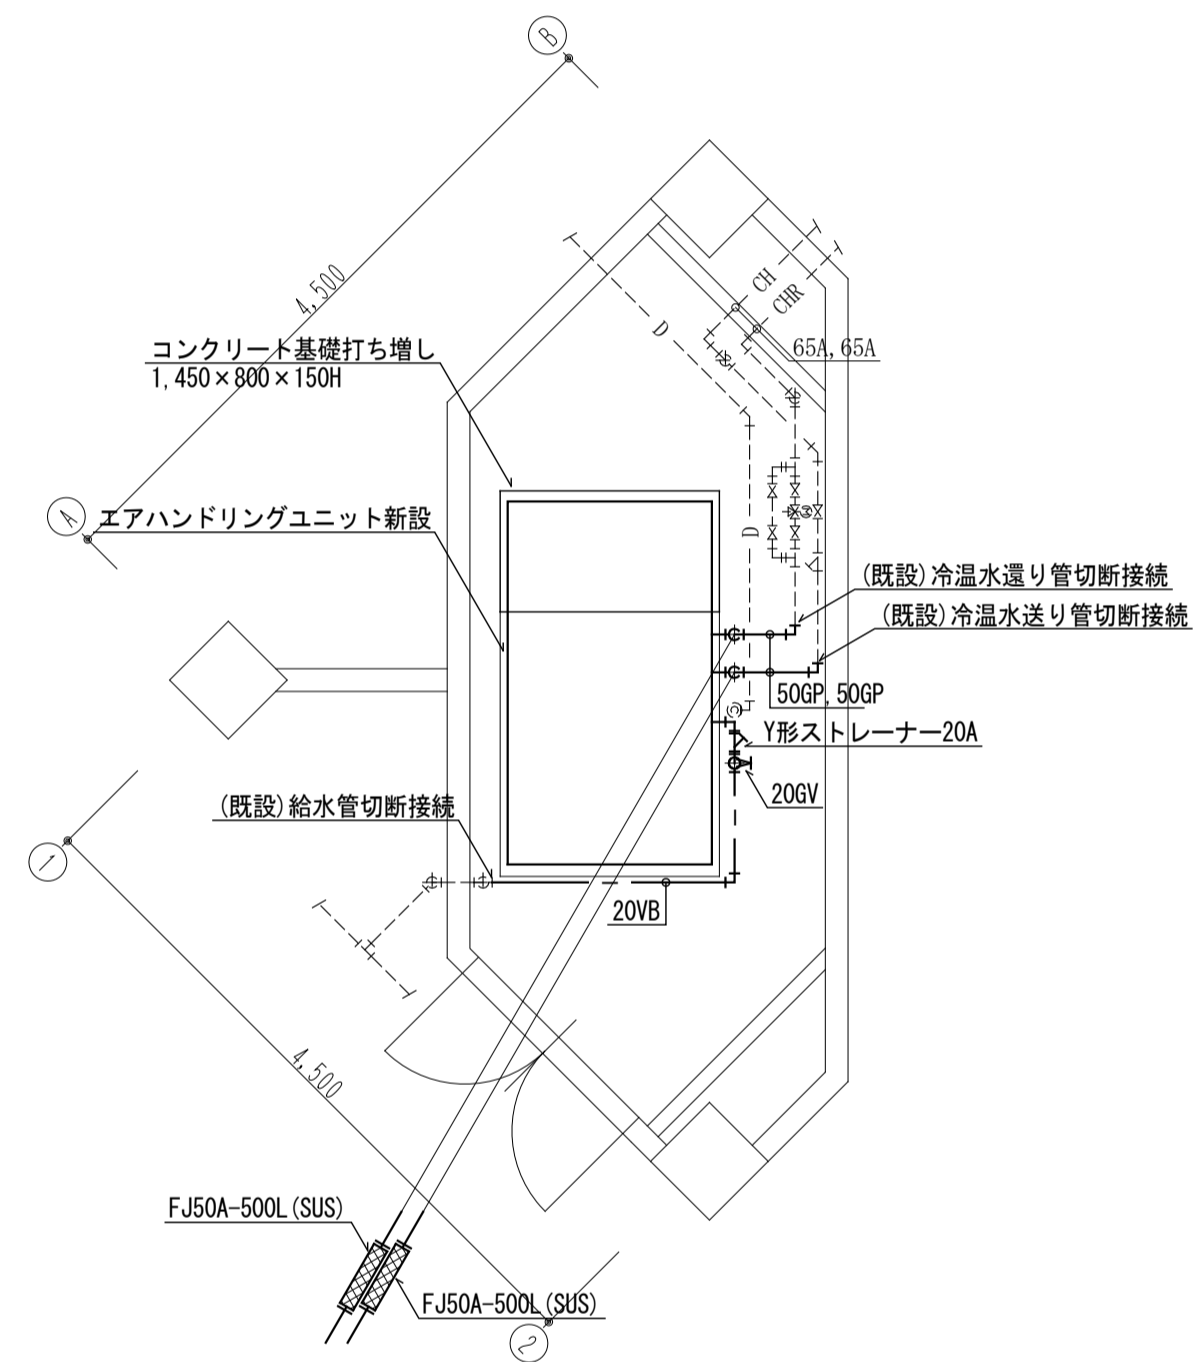 B
4,500
CH
CHR
D
65A,65A
コンクリート基礎打ち増し
1,450×800×150H
A
エアハンドリングユニット新設
D
M
(既設)冷温水還り管切断接続
(既設)冷温水送り管切断接続
50GP,50GP
Y形ストレーナー20A
20GV
(既設)給水管切断接続
1
20VB
4,500
FJ50A-500L(SUS)
FJ50A-500L(SUS)
2